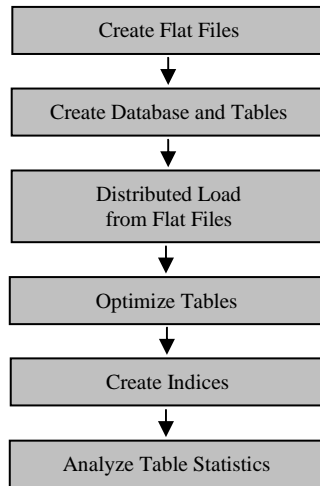 Create Flat Files
Create Database and Tables
Distributed Load
from Flat Files
Optimize Tables
Create Indices
Analyze Table Statistics